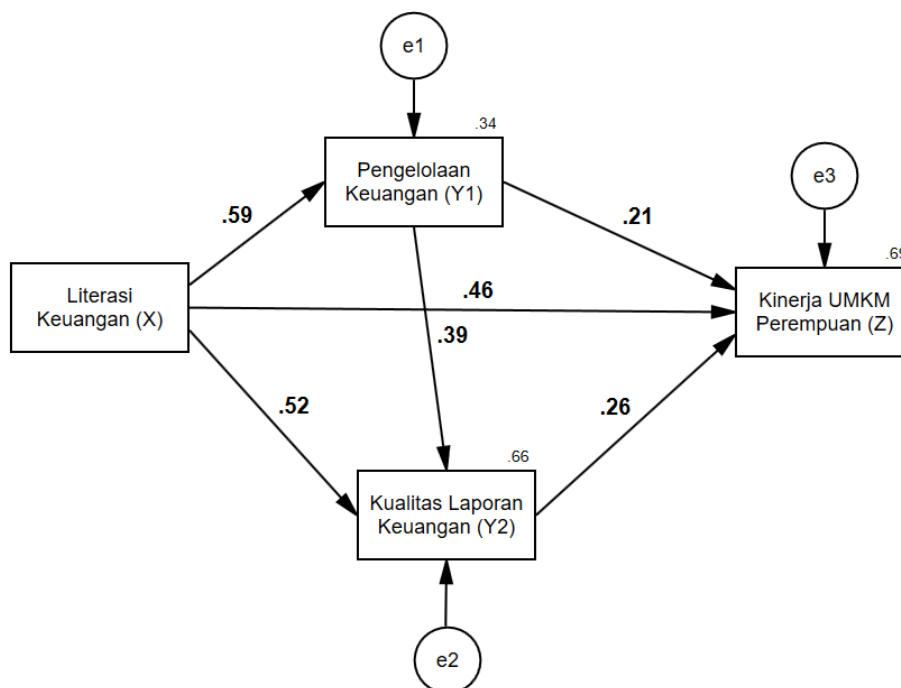 e1
.34
Pengelolaan
Keuangan (Y1)
e3
.59
.21
.69
Literasi
Keuangan (X)
.46
Kinerja UMKM
Perempuan (Z)
.39
.52
.26
.66
Kualitas Laporan
Keuangan (Y2)
e2